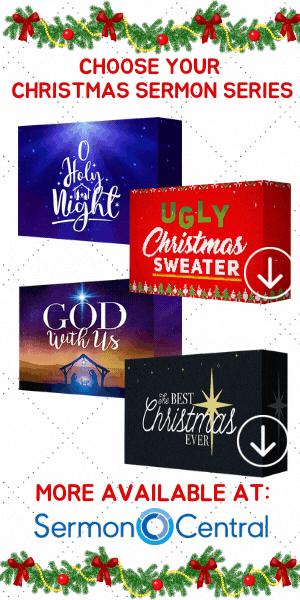 CHOOSE YOUR
CHRISTMAS SERMON SERIES
O
Holy
Night
UGLY
Christmas
SWEATER
GOD
With Us
The BEST
Christmas
EVER
MORE AVAILABLE AT:
SermonCentral